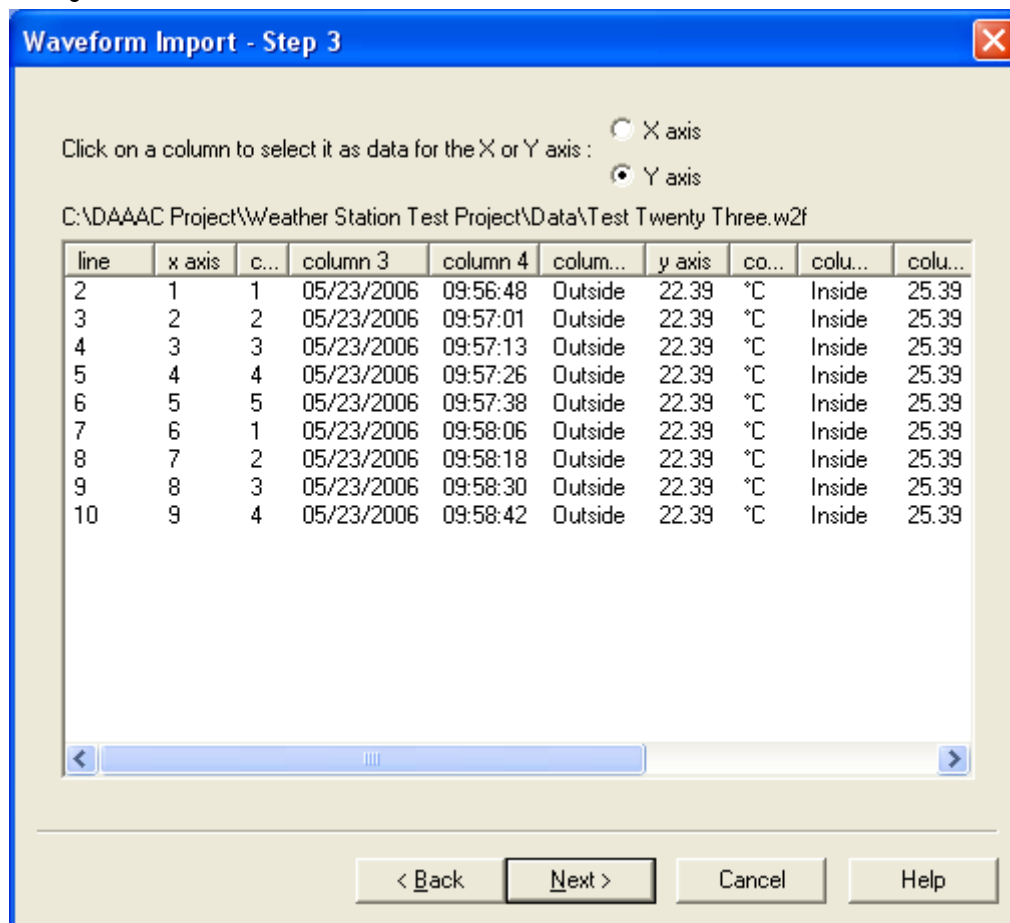 Waveform Import - Step 3
Click on a column to select it as data for the X or Y axis :
X axis
Y axis
C:\DAAAC Project\Weather Station Test Project\Data\Test Twenty Three.w2f
line x axis c... column 3 column 4 colum... y axis co... colu... colu...
2 1 1 05/23/2006 09:56:48 Outside 22.39 °C Inside 25.39
3 2 2 05/23/2006 09:57:01 Outside 22.39 °C Inside 25.39
4 3 3 05/23/2006 09:57:13 Outside 22.39 °C Inside 25.39
5 4 4 05/23/2006 09:57:26 Outside 22.39 °C Inside 25.39
6 5 5 05/23/2006 09:57:38 Outside 22.39 °C Inside 25.39
7 6 1 05/23/2006 09:58:06 Outside 22.39 °C Inside 25.39
8 7 2 05/23/2006 09:58:18 Outside 22.39 °C Inside 25.39
9 8 3 05/23/2006 09:58:30 Outside 22.39 °C Inside 25.39
10 9 4 05/23/2006 09:58:42 Outside 22.39 °C Inside 25.39
< Back Next > Cancel Help